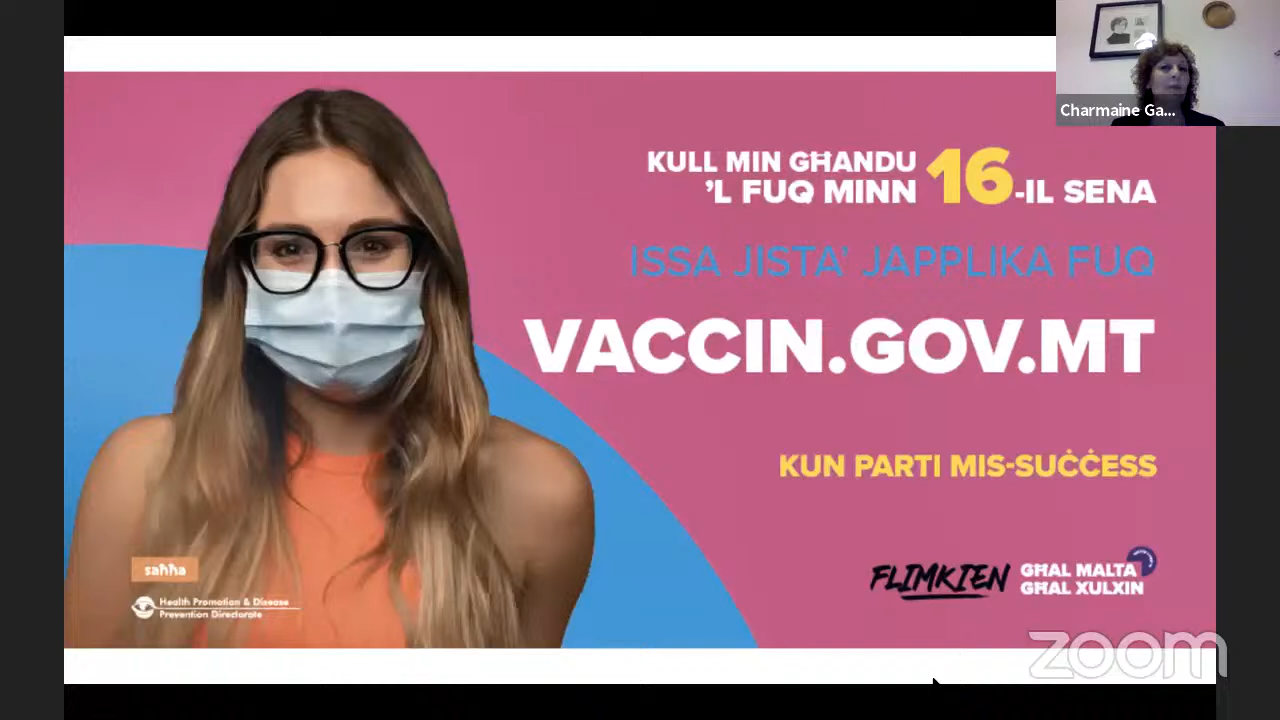 Charmaine Ga...
KULL MIN GĦANDU
'L FUQ MINN 16-IL SENA
ISSA JISTA' JAPPLIKA FUQ
VACCIN.GOV.MT
KUN PARTI MIS-SUĊĊESS
saħħa
Health Promotion & Disease
Prevention Directorate
FLIMKIEN
GĦAL MALTA
GĦAL XULXIN
zoom